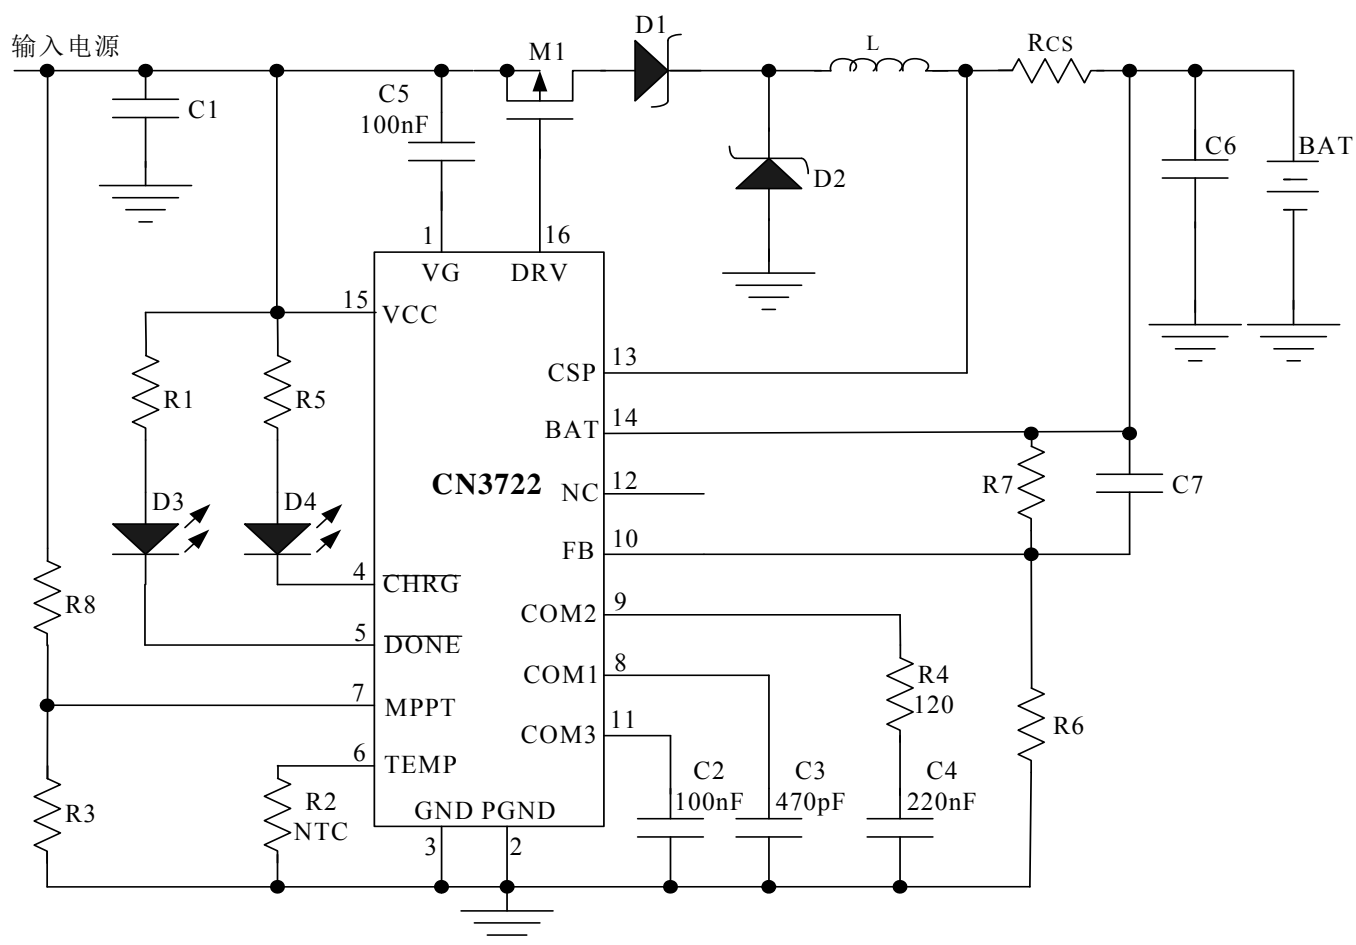 输入电源
D1
L
RCS
M1
C5
100nF
C1
C6
BAT
D2
1
16
VG
DRV
15
VCC
13
CSP
R1
R5
14
BAT
CN3722
12
NC
R7
C7
D3
D4
10
FB
4
CHRG
9
COM2
R8
5
DONE
8
COM1
R4
120
7
MPPT
11
COM3
R6
6
TEMP
C2
100nF
C3
470pF
C4
220nF
R3
R2
NTC
GND
PGND
3
2